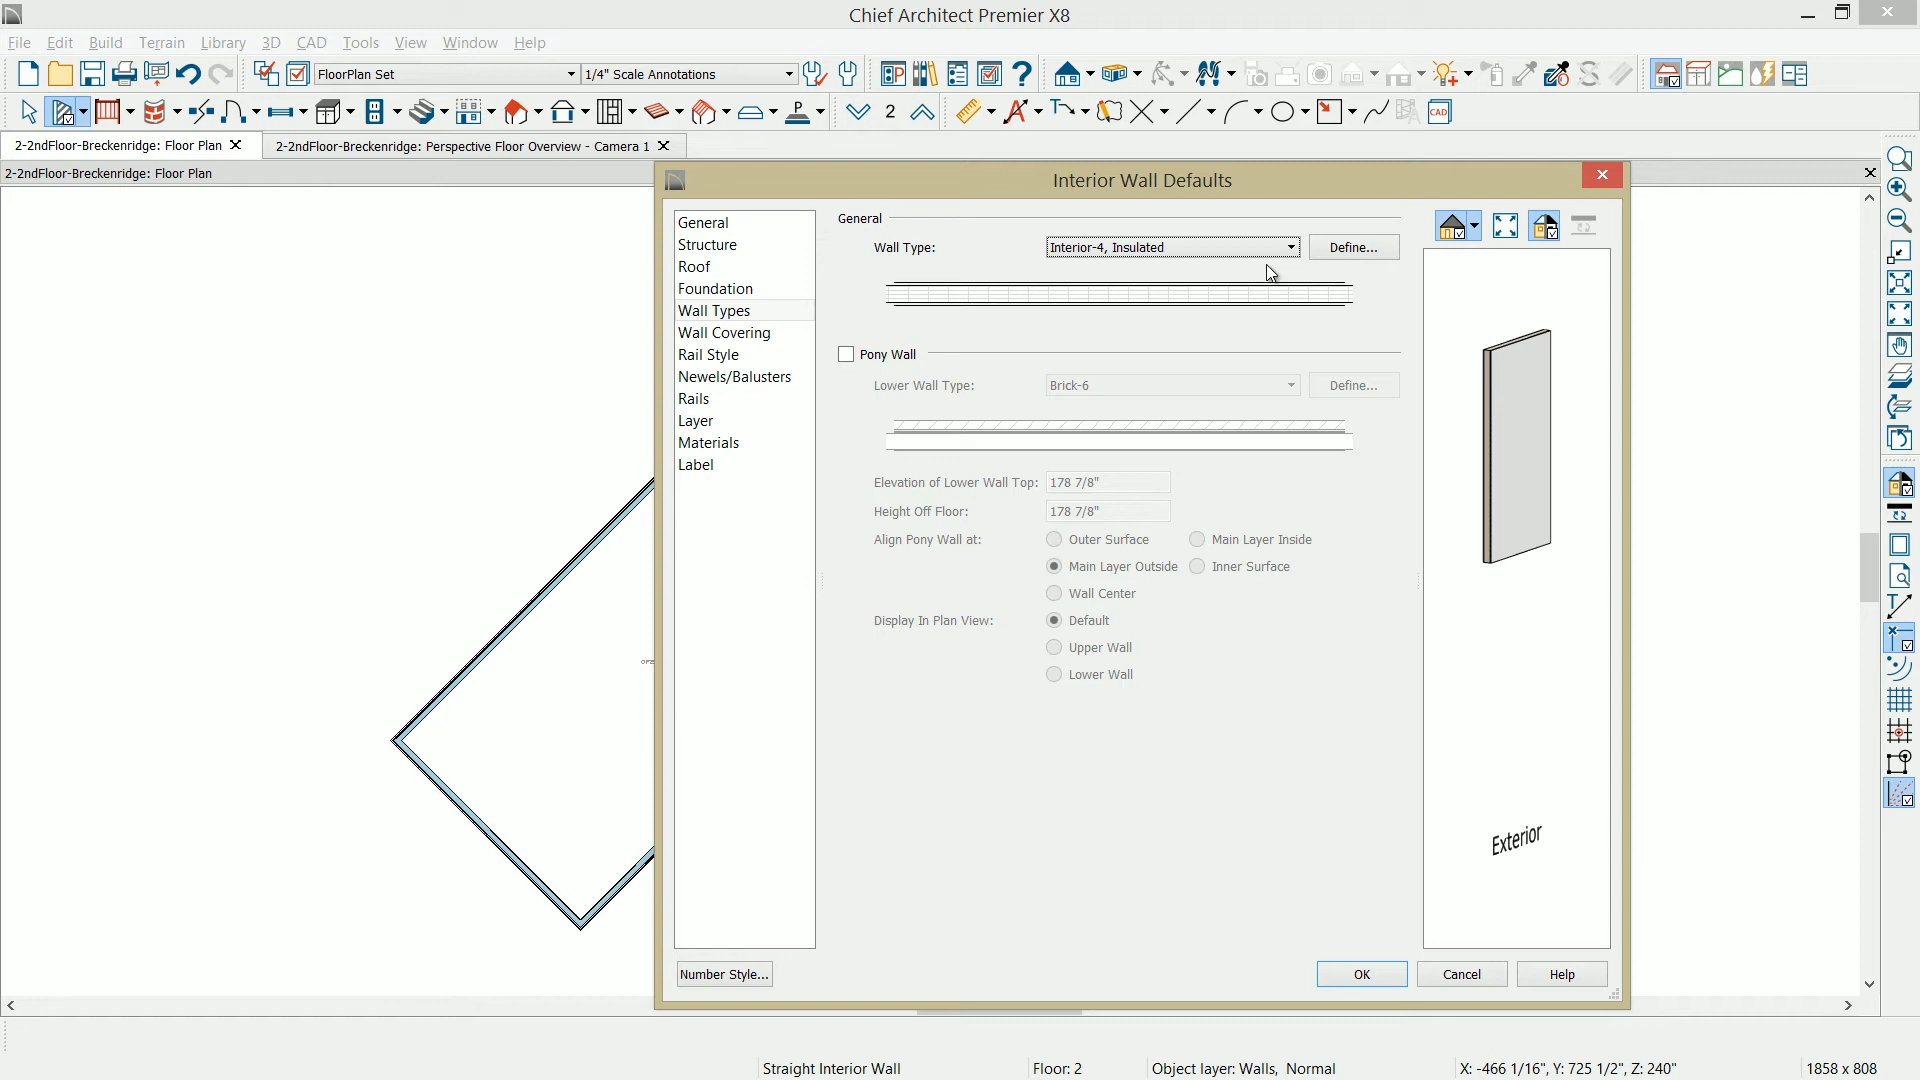 Chief Architect Premier X8
File Edit Build Terrain Library 3D CAD Tools View Window Help
FloorPlan Set
1/4" Scale Annotations
2
CAD
2-2ndFloor-Breckenridge: Floor Plan
2-2ndFloor-Breckenridge: Perspective Floor Overview - Camera 1
2-2ndFloor-Breckenridge: Floor Plan
Interior Wall Defaults
General
Structure
Roof
Foundation
Wall Types
Wall Covering
Rail Style
Newels/Balusters
Rails
Layer
Materials
Label
General
Wall Type: Interior-4, Insulated Define...
Pony Wall
Lower Wall Type: Brick-6 Define...
Elevation of Lower Wall Top: 178 7/8"
Height Off Floor: 178 7/8"
Align Pony Wall at: Outer Surface Main Layer Inside
Main Layer Outside Inner Surface
Wall Center
Display In Plan View: Default
Upper Wall
Lower Wall
Exterior
Number Style... OK Cancel Help
Straight Interior Wall Floor: 2 Object layer: Walls, Normal X: -466 1/16", Y: 725 1/2", Z: 240" 1858 x 808